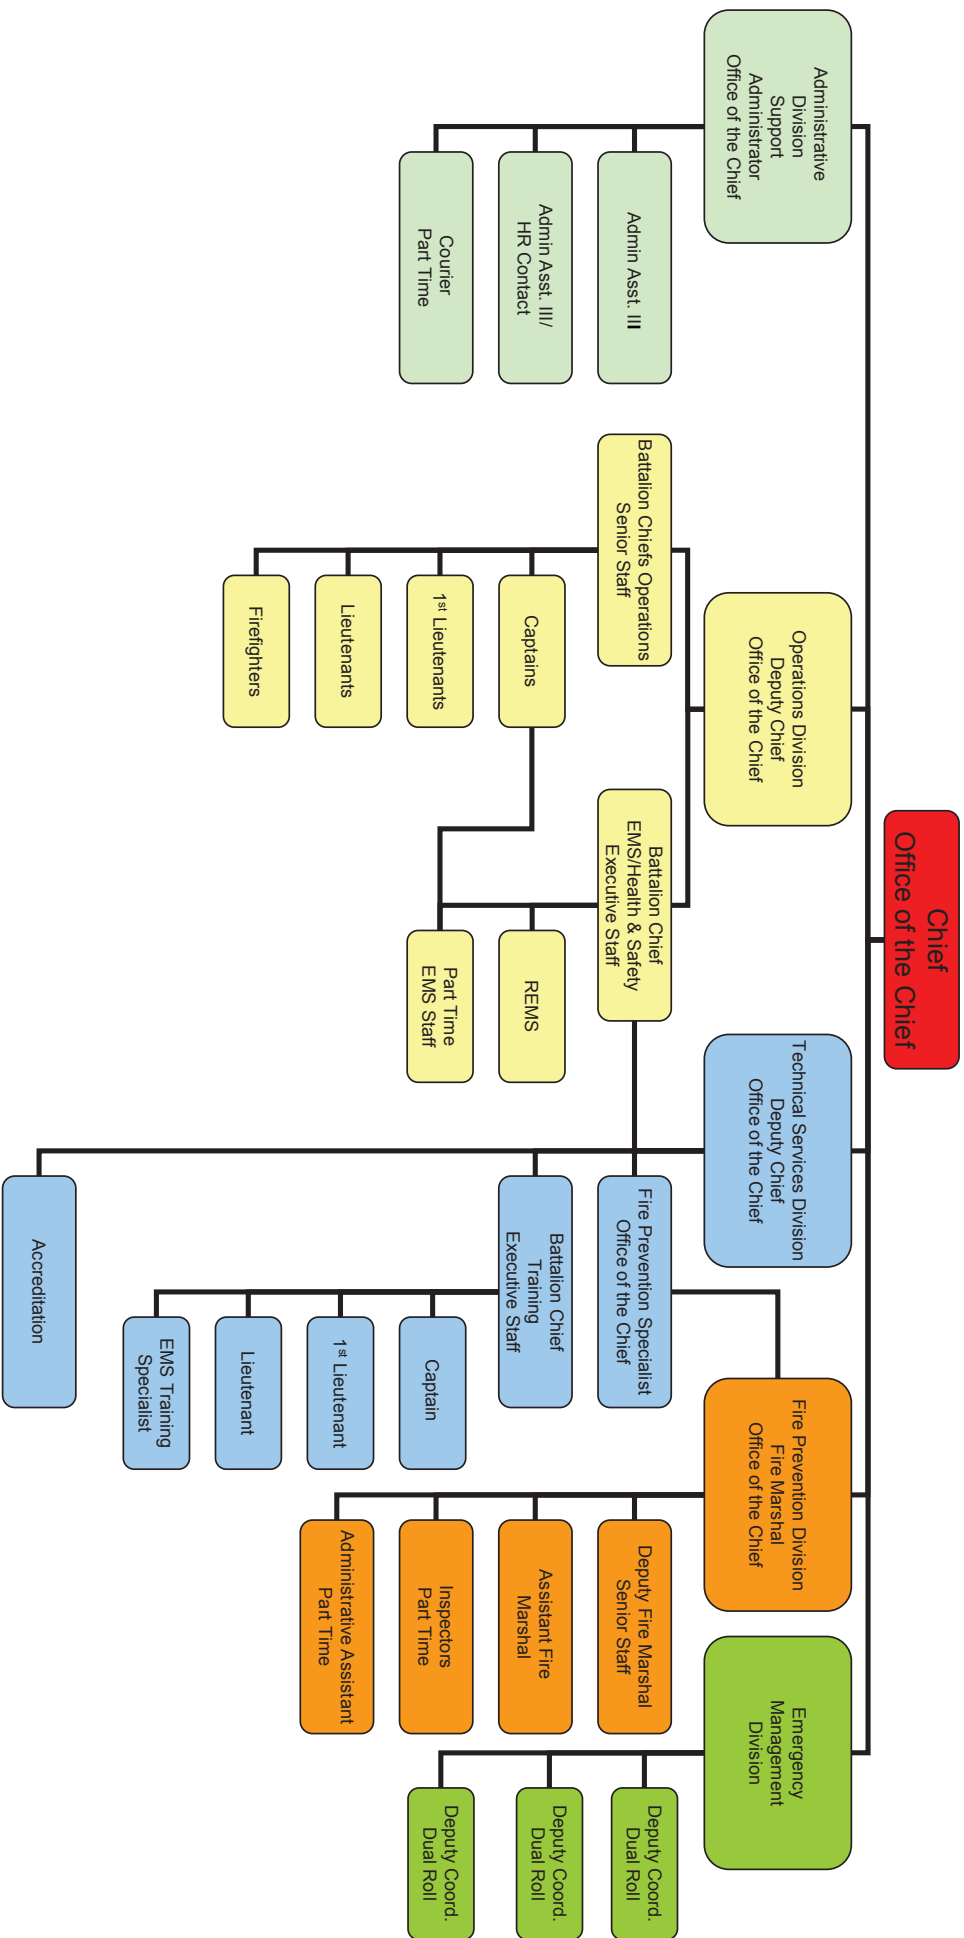 Chief
Office of the Chief
Administrative
Division
Support
Administrator
Office of the Chief
Admin Asst. III
Admin Asst. III/
HR Contact
Courier
Part Time
Operations Division
Deputy Chief
Office of the Chief
Battalion Chiefs Operations
Senior Staff
Captains
1st Lieutenants
Lieutenants
Firefighters
Battalion Chief
EMS/Health & Safety
Executive Staff
REMS
Part Time
EMS Staff
Technical Services Division
Deputy Chief
Office of the Chief
Fire Prevention Specialist
Office of the Chief
Battalion Chief
Training
Executive Staff
Captain
1st Lieutenant
Lieutenant
EMS Training
Specialist
Accreditation
Fire Prevention Division
Fire Marshal
Office of the Chief
Deputy Fire Marshal
Senior Staff
Assistant Fire
Marshal
Inspectors
Part Time
Administrative Assistant
Part Time
Emergency
Management
Division
Deputy Coord.
Dual Roll
Deputy Coord.
Dual Roll
Deputy Coord.
Dual Roll